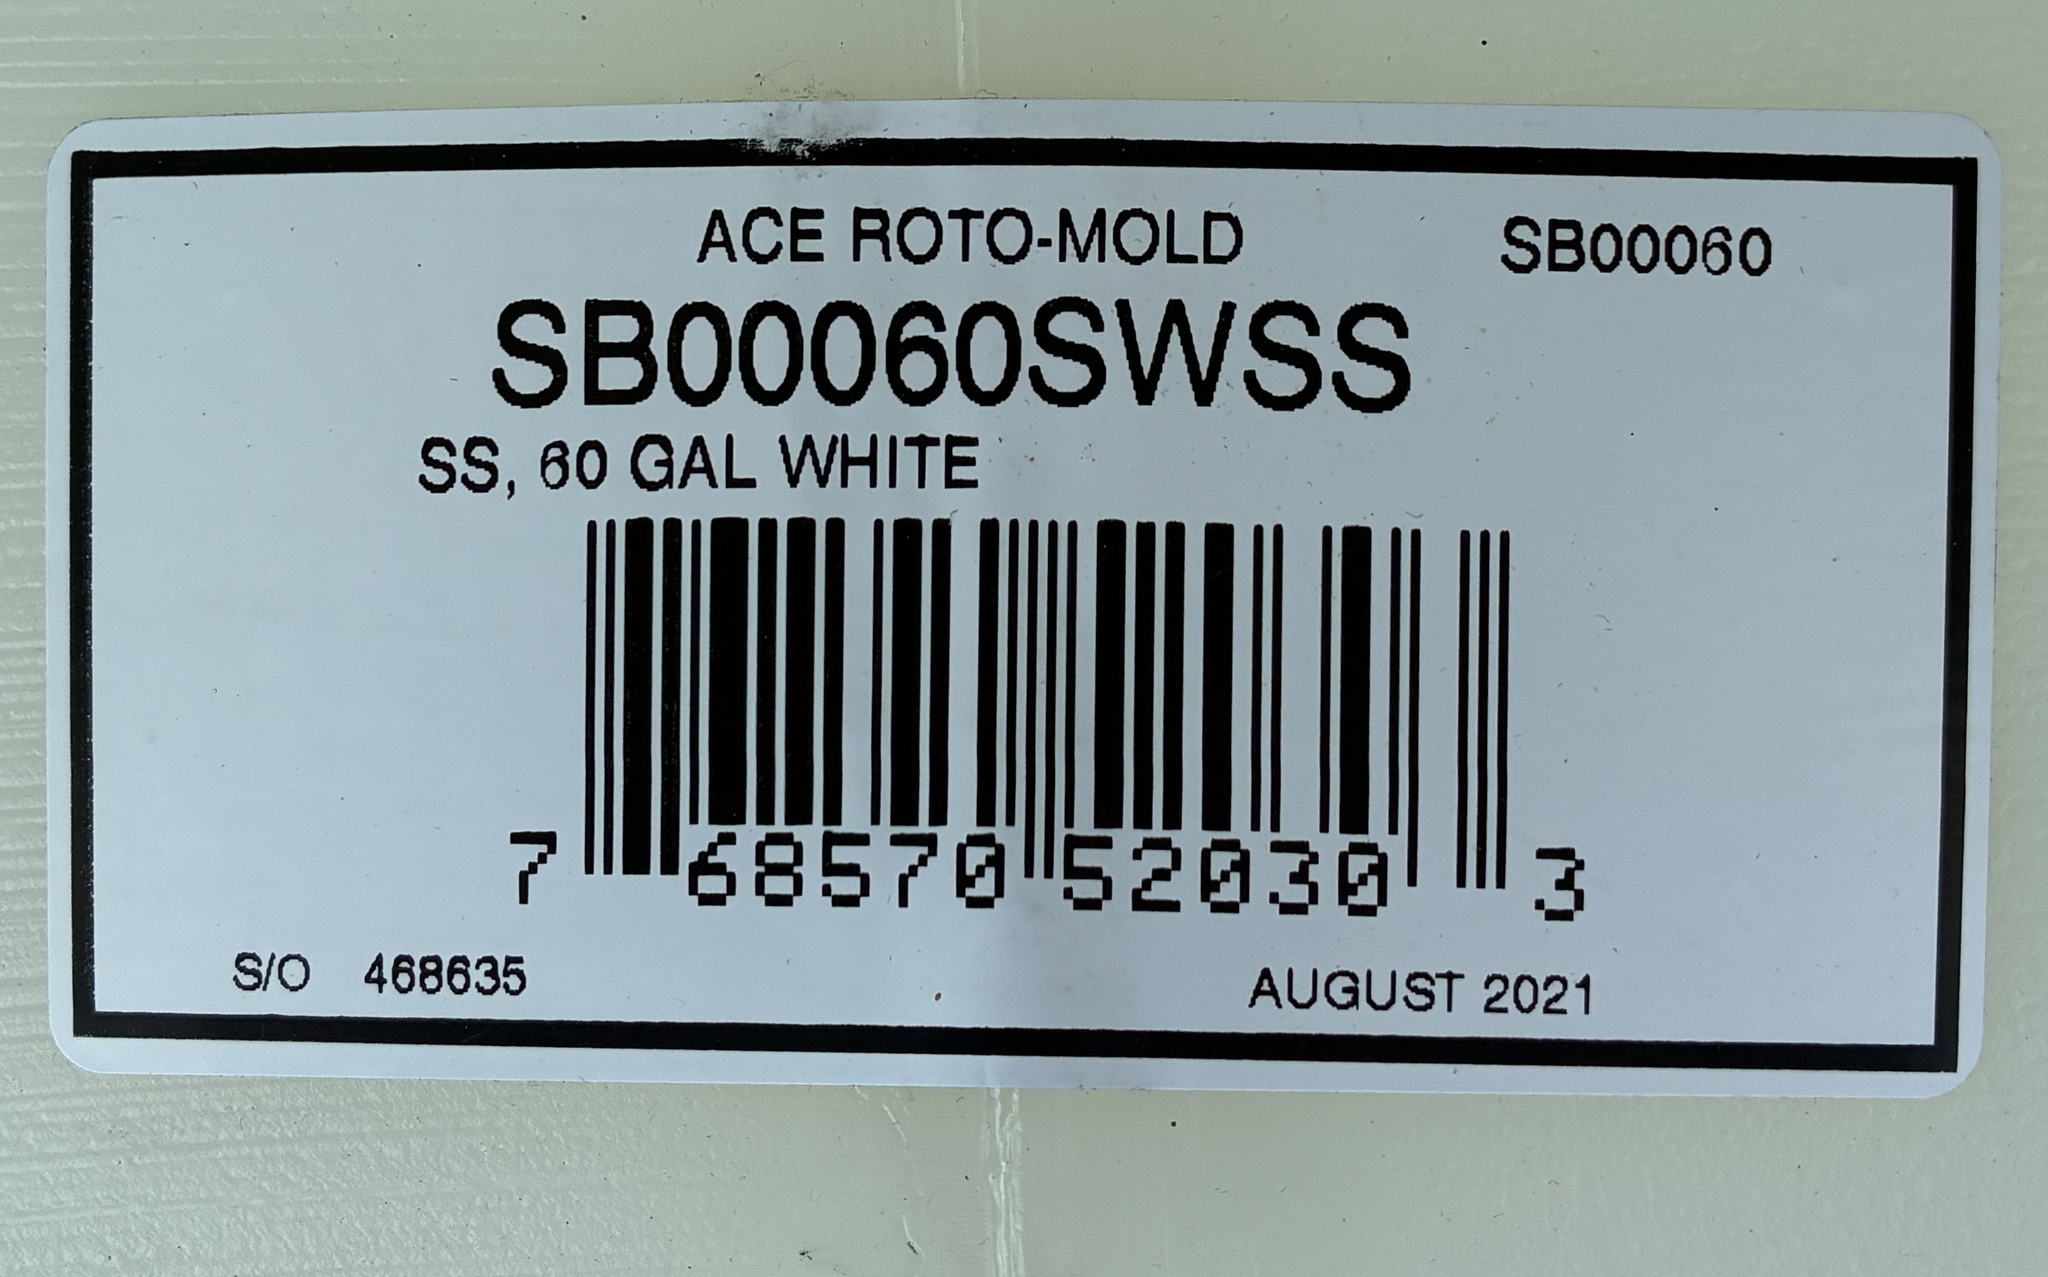 ACE ROTO-MOLD SB00060
SB00060SWSS
SS, 60 GAL WHITE
7 68570 52030 3
S/O 468635 AUGUST 2021